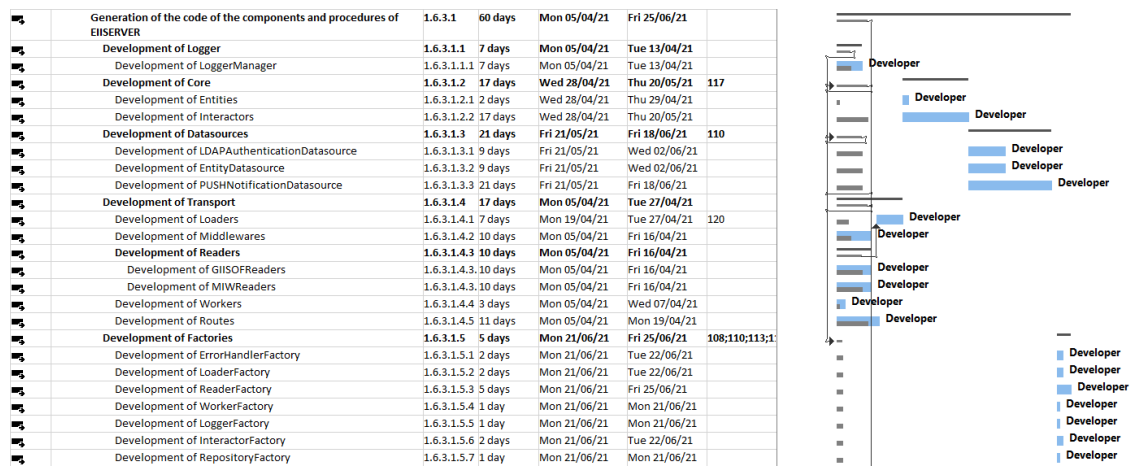 Generation of the code of the components and procedures of 1.6.3.1 60 days Mon 05/04/21 Fri 25/06/21
EIISERVER
Development of Logger 1.6.3.1.1 7 days Mon 05/04/21 Tue 13/04/21
Development of LoggerManager 1.6.3.1.1.1 7 days Mon 05/04/21 Tue 13/04/21 Developer
Development of Core 1.6.3.1.2 17 days Wed 28/04/21 Thu 20/05/21 117
Development of Entities 1.6.3.1.2.1 2 days Wed 28/04/21 Thu 29/04/21 Developer
Development of Interactors 1.6.3.1.2.2 17 days Wed 28/04/21 Thu 20/05/21 Developer
Development of Datasources 1.6.3.1.3 21 days Fri 21/05/21 Fri 18/06/21 110
Development of LDAPAuthenticationDatasource 1.6.3.1.3.1 9 days Fri 21/05/21 Wed 02/06/21 Developer
Development of EntityDatasource 1.6.3.1.3.2 9 days Fri 21/05/21 Wed 02/06/21 Developer
Development of PUSHNotificationDatasource 1.6.3.1.3.3 21 days Fri 21/05/21 Fri 18/06/21 Developer
Development of Transport 1.6.3.1.4 17 days Mon 05/04/21 Tue 27/04/21
Development of Loaders 1.6.3.1.4.1 7 days Mon 19/04/21 Tue 27/04/21 120 Developer
Development of Middlewares 1.6.3.1.4.2 10 days Mon 05/04/21 Fri 16/04/21 Developer
Development of Readers 1.6.3.1.4.3 10 days Mon 05/04/21 Fri 16/04/21
Development of GIISOFReaders 1.6.3.1.4.3. 10 days Mon 05/04/21 Fri 16/04/21 Developer
Development of MIWReaders 1.6.3.1.4.3. 10 days Mon 05/04/21 Fri 16/04/21 Developer
Development of Workers 1.6.3.1.4.4 3 days Mon 05/04/21 Wed 07/04/21 Developer
Development of Routes 1.6.3.1.4.5 11 days Mon 05/04/21 Mon 19/04/21 Developer
Development of Factories 1.6.3.1.5 5 days Mon 21/06/21 Fri 25/06/21 108;110;113;1
Development of ErrorHandlerFactory 1.6.3.1.5.1 2 days Mon 21/06/21 Tue 22/06/21 Developer
Development of LoaderFactory 1.6.3.1.5.2 2 days Mon 21/06/21 Tue 22/06/21 Developer
Development of ReaderFactory 1.6.3.1.5.3 5 days Mon 21/06/21 Fri 25/06/21 Developer
Development of WorkerFactory 1.6.3.1.5.4 1 day Mon 21/06/21 Mon 21/06/21 Developer
Development of LoggerFactory 1.6.3.1.5.5 1 day Mon 21/06/21 Mon 21/06/21 Developer
Development of InteractorFactory 1.6.3.1.5.6 2 days Mon 21/06/21 Tue 22/06/21 Developer
Development of RepositoryFactory 1.6.3.1.5.7 1 day Mon 21/06/21 Mon 21/06/21 Developer